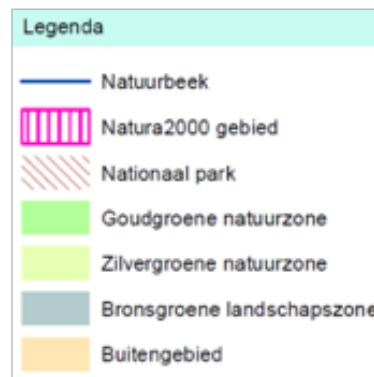 Legenda
Natuurbeek
Natura2000 gebied
Nationaal park
Goudgroene natuurzone
Zilvergroene natuurzone
Bronsgroene landschapszone
Buitengebied